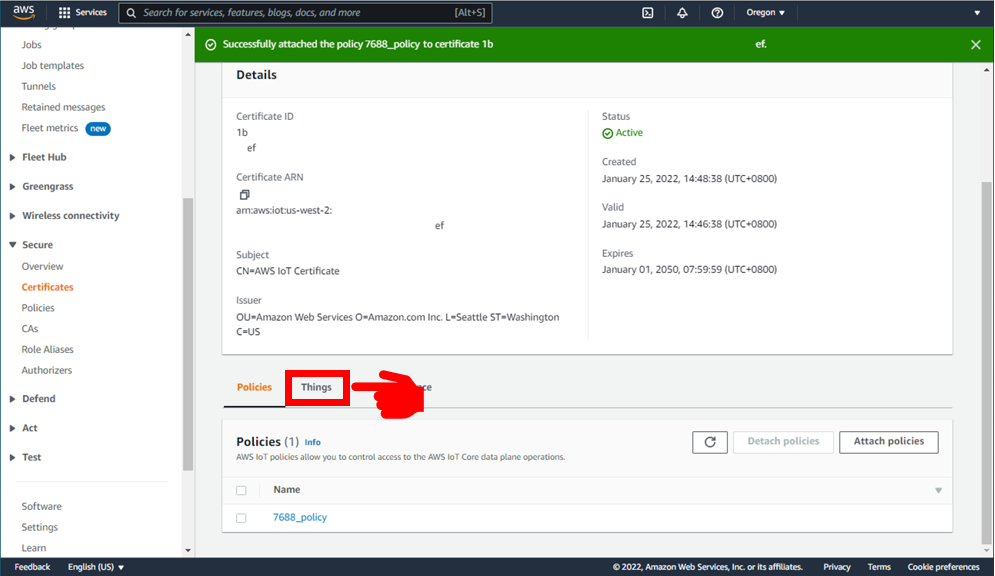 aws Services Search for services, features, blogs, docs, and more [Alt+S] Oregon
Jobs
Job templates
Tunnels
Retained messages
Fleet metrics new
Fleet Hub
Greengrass
Wireless connectivity
Secure
Overview
Certificates
Policies
CAs
Role Aliases
Authorizers
Defend
Act
Test
Software
Settings
Learn
Successfully attached the policy 7688_policy to certificate 1b ef.
Details
Certificate ID
1b
ef
Certificate ARN
arn:aws:iot:us-west-2:
ef
Subject
CN=AWS IoT Certificate
Issuer
OU=Amazon Web Services O=Amazon.com Inc. L=Seattle ST=Washington
C=US
Status
Active
Created
January 25, 2022, 14:48:38 (UTC+0800)
Valid
January 25, 2022, 14:46:38 (UTC+0800)
Expires
January 01, 2050, 07:59:59 (UTC+0800)
Policies Things
Policies (1) Info
AWS IoT policies allow you to control access to the AWS IoT Core data plane operations.
Detach policies Attach policies
Name
7688_policy
Feedback English (US) © 2022, Amazon Web Services, Inc. or its affiliates. Privacy Terms Cookie preferences